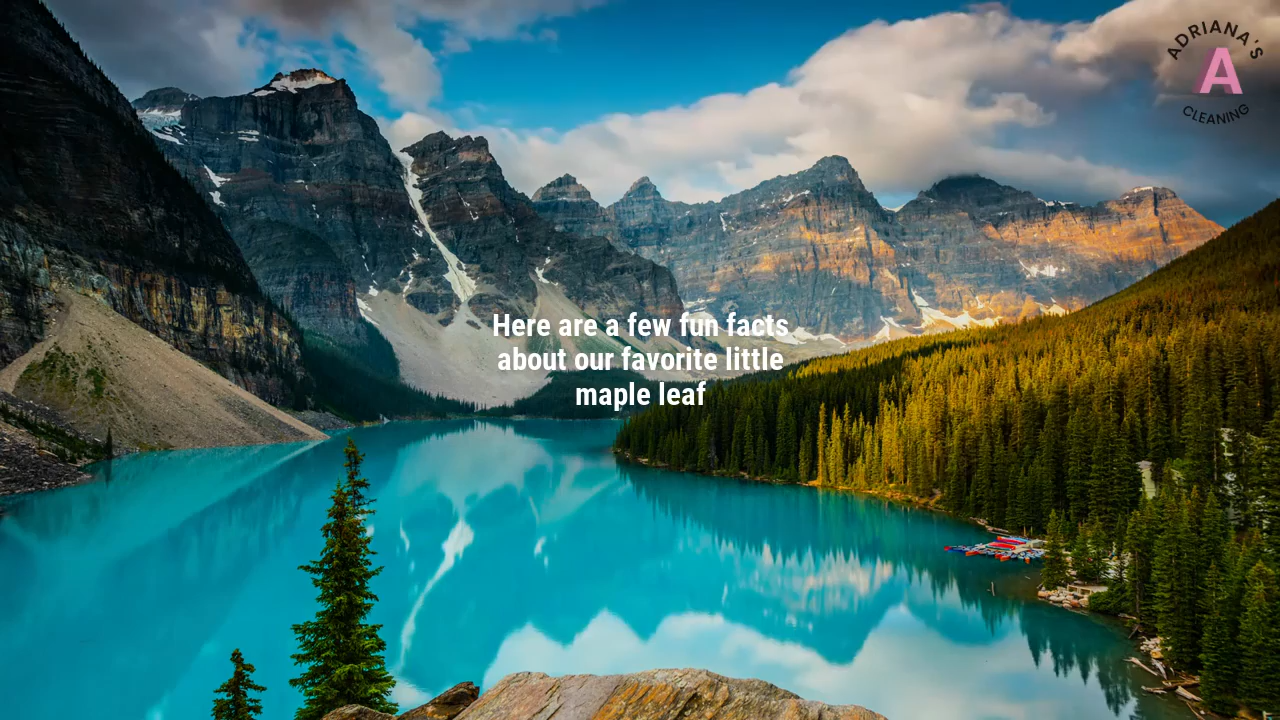 ADRIANA'S
A
CLEANING
Here are a few fun facts
about our favorite little
maple leaf